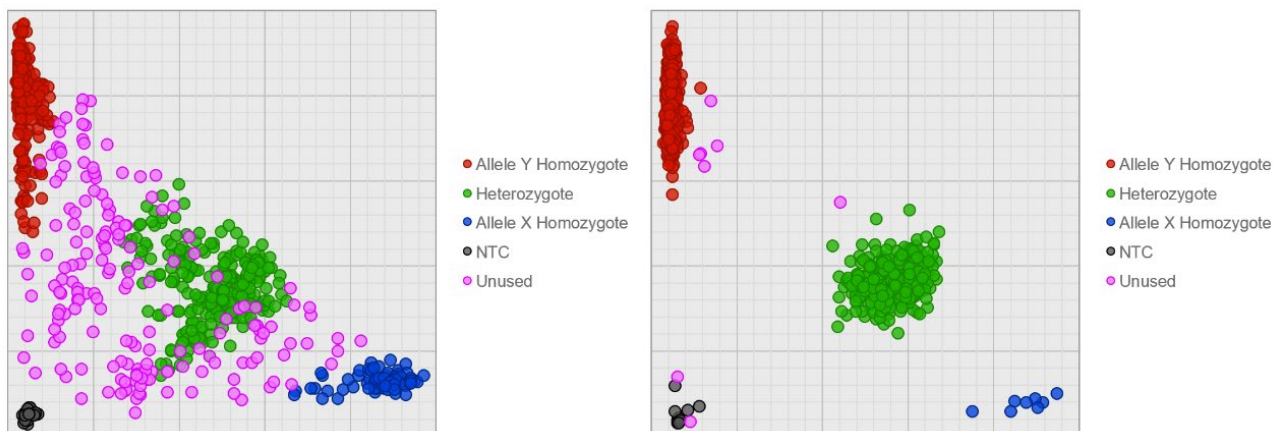 Allele Y Homozygote
Heterozygote
Allele X Homozygote
NTC
Unused
Allele Y Homozygote
Heterozygote
Allele X Homozygote
NTC
Unused